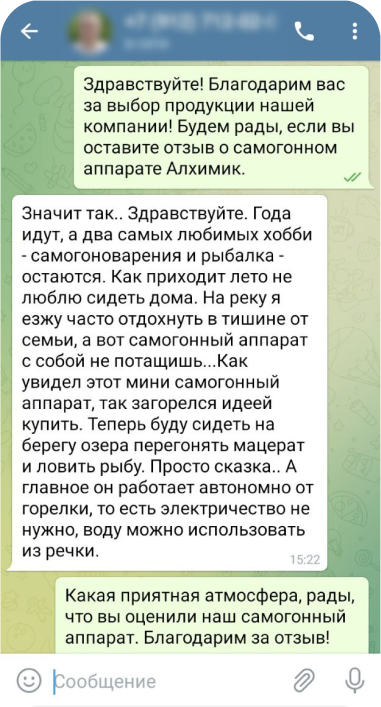 Здравствуйте! Благодарим вас
за выбор продукции нашей
компании! Будем рады, если вы
оставите отзыв о самогонном
аппарате Алхимик.
Значит так.. Здравствуйте. Года
идут, а два самых любимых хобби
- самогоноварения и рыбалка -
остаются. Как приходит лето не
люблю сидеть дома. На реку я
езжу часто отдохнуть в тишине от
семьи, а вот самогонный аппарат
с собой не потащишь...Как
увидел этот мини самогонный
аппарат, так загорелся идеей
купить. Теперь буду сидеть на
берегу озера перегонять мацерат
и ловить рыбу. Просто сказка.. А
главное он работает автономно от
горелки, то есть электричество не
нужно, воду можно использовать
из речки.
15:22
Какая приятная атмосфера, рады,
что вы оценили наш самогонный
аппарат. Благодарим за отзыв!
Сообщение